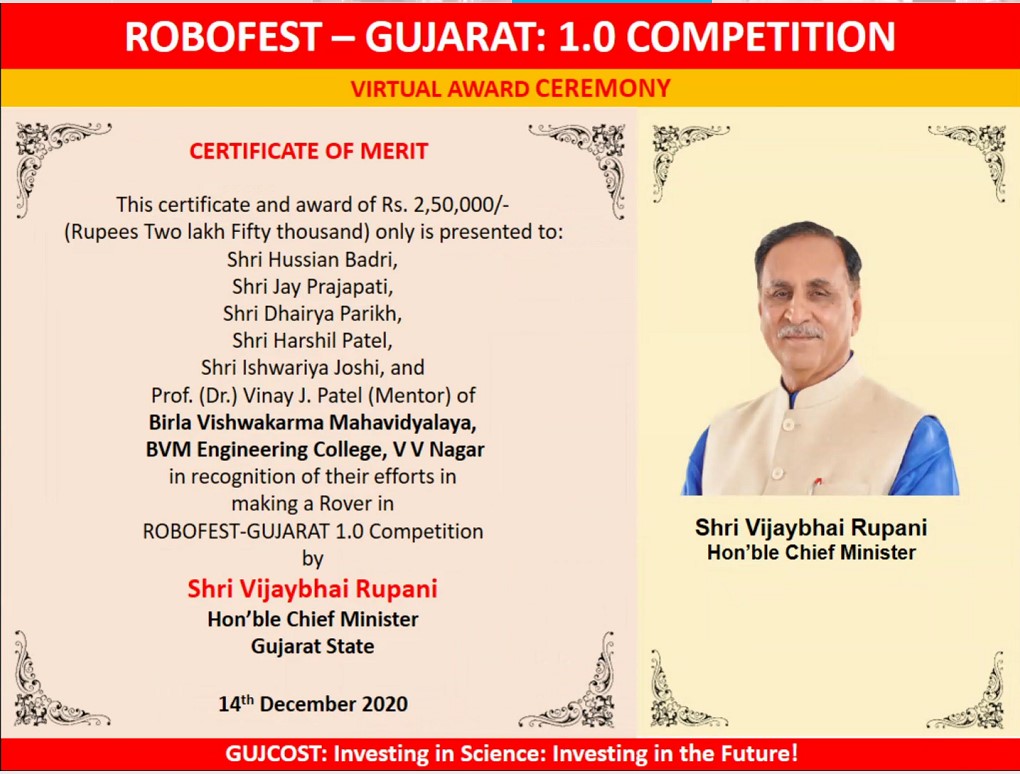 ROBOFEST – GUJARAT: 1.0 COMPETITION
VIRTUAL AWARD CEREMONY
CERTIFICATE OF MERIT
This certificate and award of Rs. 2,50,000/-
(Rupees Two lakh Fifty thousand) only is presented to:
Shri Hussian Badri,
Shri Jay Prajapati,
Shri Dhairya Parikh,
Shri Harshil Patel,
Shri Ishwariya Joshi, and
Prof. (Dr.) Vinay J. Patel (Mentor) of
Birla Vishwakarma Mahavidyalaya,
BVM Engineering College, V V Nagar
in recognition of their efforts in
making a Rover in
ROBOFEST-GUJARAT 1.0 Competition
by
Shri Vijaybhai Rupani
Hon’ble Chief Minister
Gujarat State
14th December 2020
Shri Vijaybhai Rupani
Hon’ble Chief Minister
GUJCOST: Investing in Science: Investing in the Future!